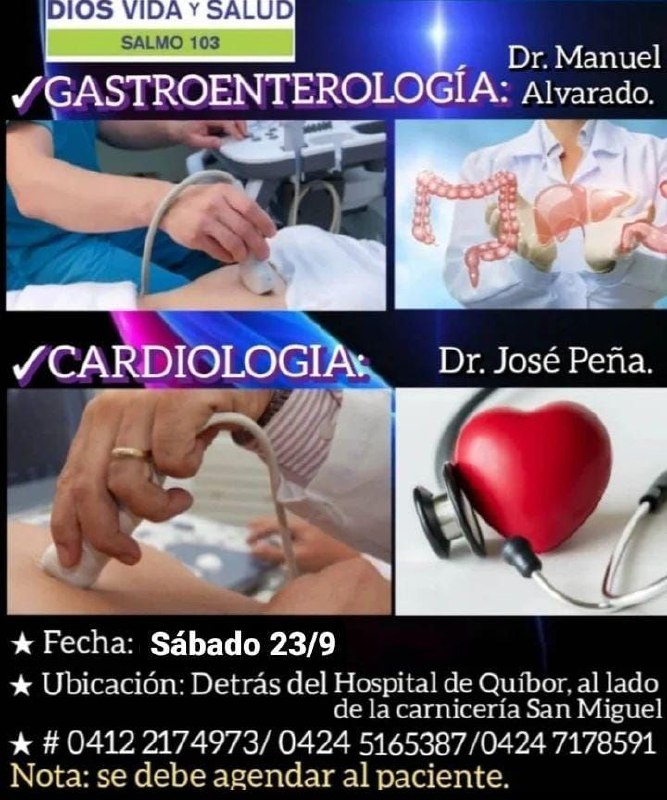 DIOS VIDA Y SALUD
SALMO 103
✓GASTROENTEROLOGÍA: Dr. Manuel
Alvarado.
✓CARDIOLOGIA: Dr. José Peña.
★ Fecha: Sábado 23/9
★ Ubicación: Detrás del Hospital de Quíbor, al lado
de la carnicería San Miguel
★ # 0412 2174973/ 0424 5165387/0424 7178591
Nota: se debe agendar al paciente.